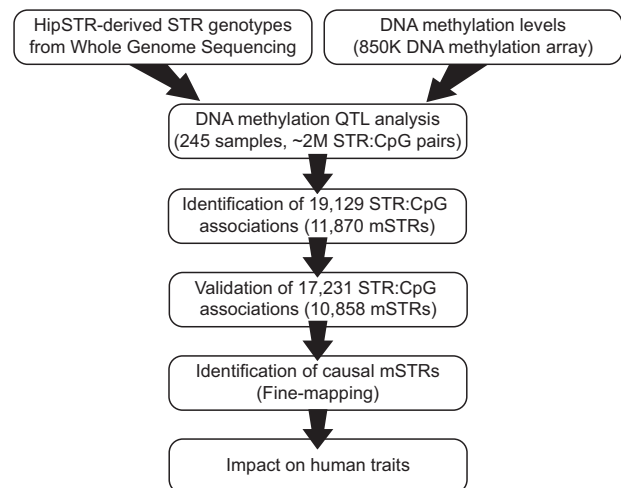 HipSTR-derived STR genotypes
from Whole Genome Sequencing
DNA methylation levels
(850K DNA methylation array)
DNA methylation QTL analysis
(245 samples, ~2M STR:CpG pairs)
Identification of 19,129 STR:CpG
associations (11,870 mSTRs)
Validation of 17,231 STR:CpG
associations (10,858 mSTRs)
Identification of causal mSTRs
(Fine-mapping)
Impact on human traits